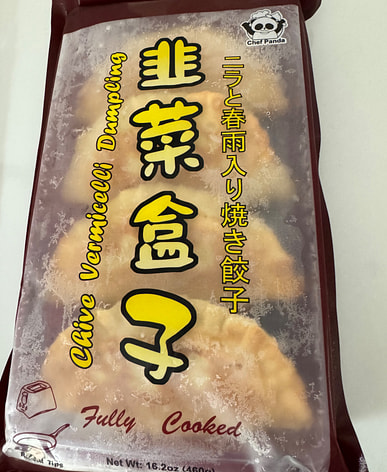 Chef Panda
韭菜盒子
ニラと春雨入り焼き餃子
Chive Vermicelli Dumpling
Fully Cooked
Net Wt: 16.2oz (460g)